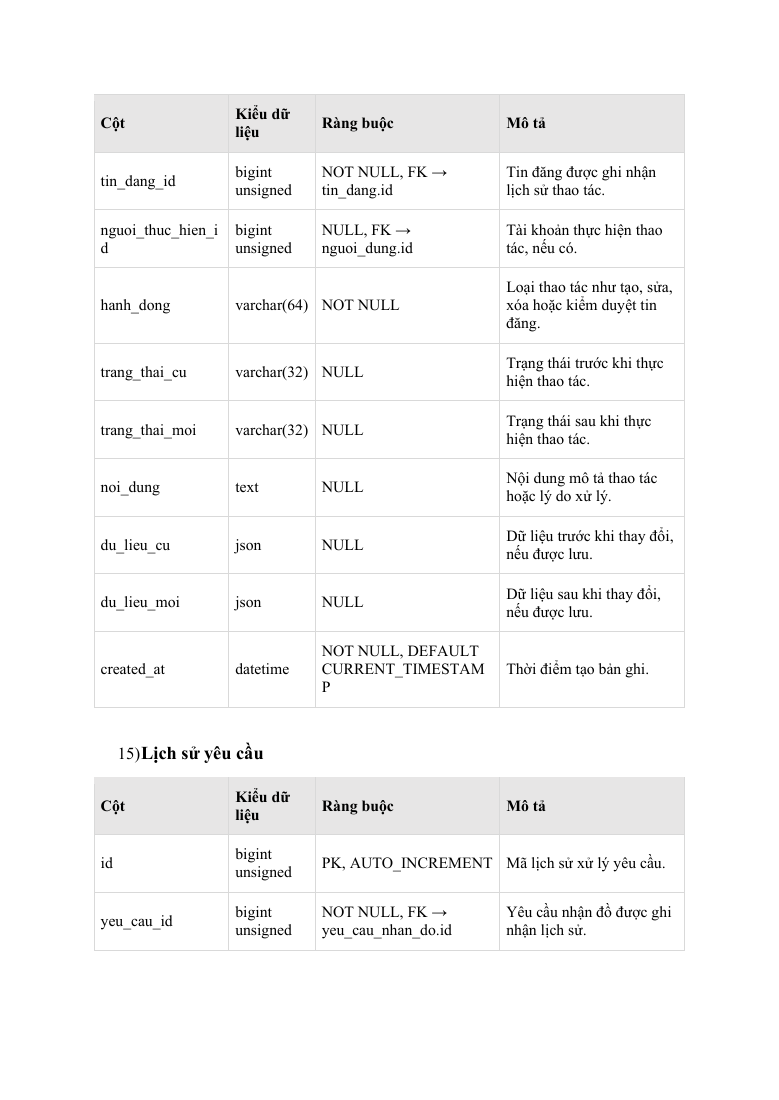 Cột
Kiểu dữ
liệu
Ràng buộc
Mô tả
tin_dang_id
bigint
unsigned
NOT NULL, FK →
tin_dang.id
Tin đăng được ghi nhận
lịch sử thao tác.
nguoi_thuc_hien_i
d
bigint
unsigned
NULL, FK →
nguoi_dung.id
Tài khoản thực hiện thao
tác, nếu có.
hanh_dong
varchar(64)
NOT NULL
Loại thao tác như tạo, sửa,
xóa hoặc kiểm duyệt tin
đăng.
trang_thai_cu
varchar(32)
NULL
Trạng thái trước khi thực
hiện thao tác.
trang_thai_moi
varchar(32)
NULL
Trạng thái sau khi thực
hiện thao tác.
noi_dung
text
NULL
Nội dung mô tả thao tác
hoặc lý do xử lý.
du_lieu_cu
json
NULL
Dữ liệu trước khi thay đổi,
nếu được lưu.
du_lieu_moi
json
NULL
Dữ liệu sau khi thay đổi,
nếu được lưu.
created_at
datetime
NOT NULL, DEFAULT
CURRENT_TIMESTAM
P
Thời điểm tạo bản ghi.
15)Lịch sử yêu cầu
Cột
Kiểu dữ
liệu
Ràng buộc
Mô tả
id
bigint
unsigned
PK, AUTO_INCREMENT
Mã lịch sử xử lý yêu cầu.
yeu_cau_id
bigint
unsigned
NOT NULL, FK →
yeu_cau_nhan_do.id
Yêu cầu nhận đồ được ghi
nhận lịch sử.